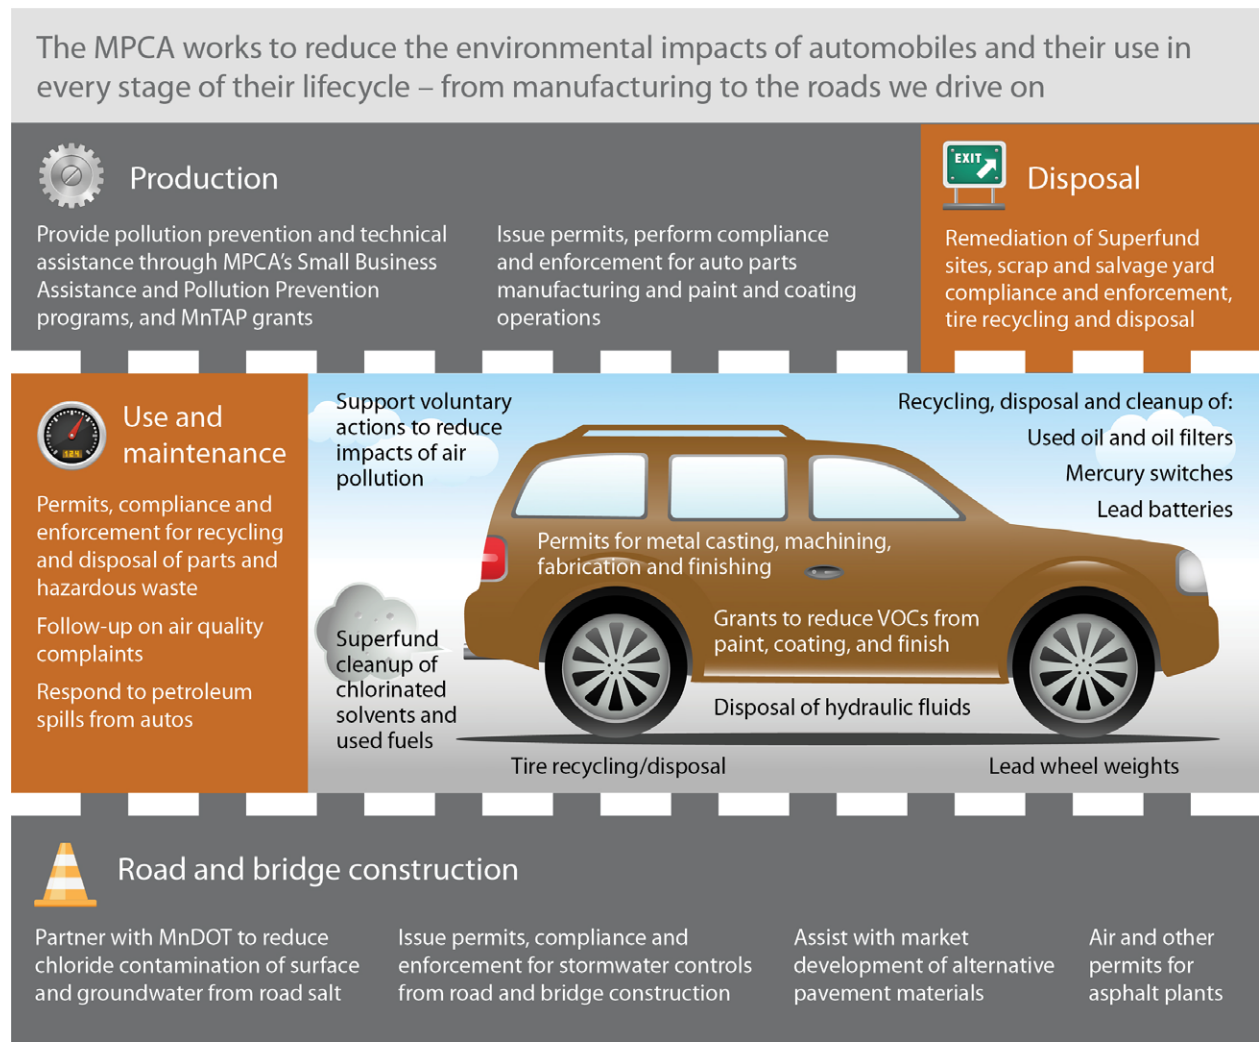 The MPCA works to reduce the environmental impacts of automobiles and their use in
every stage of their lifecycle – from manufacturing to the roads we drive on
Production
Provide pollution prevention and technical
assistance through MPCA's Small Business
Assistance and Pollution Prevention
programs, and MnTAP grants
Issue permits, perform compliance
and enforcement for auto parts
manufacturing and paint and coating
operations
EXIT
Disposal
Remediation of Superfund
sites, scrap and salvage yard
compliance and enforcement,
tire recycling and disposal
Use and
maintenance
Permits, compliance and
enforcement for recycling
and disposal of parts and
hazardous waste
Follow-up on air quality
complaints
Respond to petroleum
spills from autos
Support voluntary
actions to reduce
impacts of air
pollution
Recycling, disposal and cleanup of:
Used oil and oil filters
Mercury switches
Lead batteries
Permits for metal casting, machining,
fabrication and finishing
Grants to reduce VOCs from
paint, coating, and finish
Superfund
cleanup of
chlorinated
solvents and
used fuels
Disposal of hydraulic fluids
Tire recycling/disposal
Lead wheel weights
Road and bridge construction
Partner with MnDOT to reduce
chloride contamination of surface
and groundwater from road salt
Issue permits, compliance and
enforcement for stormwater controls
from road and bridge construction
Assist with market
development of alternative
pavement materials
Air and other
permits for
asphalt plants